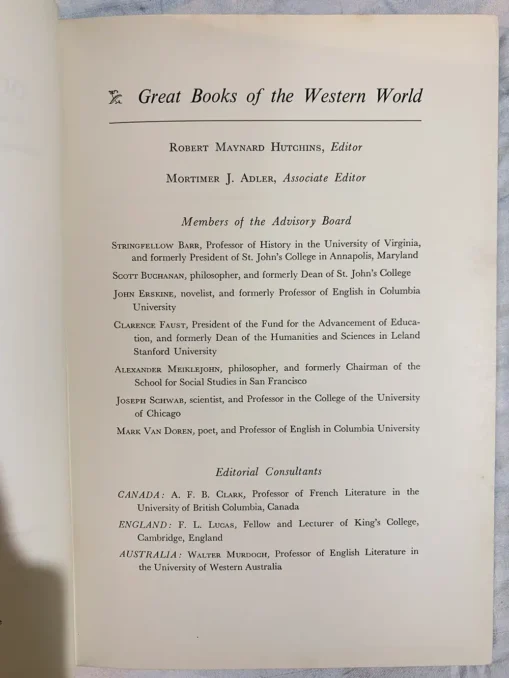 Great Books of the Western World
Robert Maynard Hutchins, Editor
Mortimer J. Adler, Associate Editor
Members of the Advisory Board
Stringfellow Barr, Professor of History in the University of Virginia,
and formerly President of St. John's College in Annapolis, Maryland
Scott Buchanan, philosopher, and formerly Dean of St. John's College
John Erskine, novelist, and formerly Professor of English in Columbia
University
Clarence Faust, President of the Fund for the Advancement of Educa-
tion, and formerly Dean of the Humanities and Sciences in Leland
Stanford University
Alexander Meiklejohn, philosopher, and formerly Chairman of the
School for Social Studies in San Francisco
Joseph Schwab, scientist, and Professor in the College of the University
of Chicago
Mark Van Doren, poet, and Professor of English in Columbia University
Editorial Consultants
CANADA: A. F. B. Clark, Professor of French Literature in the
University of British Columbia, Canada
ENGLAND: F. L. Lucas, Fellow and Lecturer of King's College,
Cambridge, England
AUSTRALIA: Walter Murdoch, Professor of English Literature in
the University of Western Australia